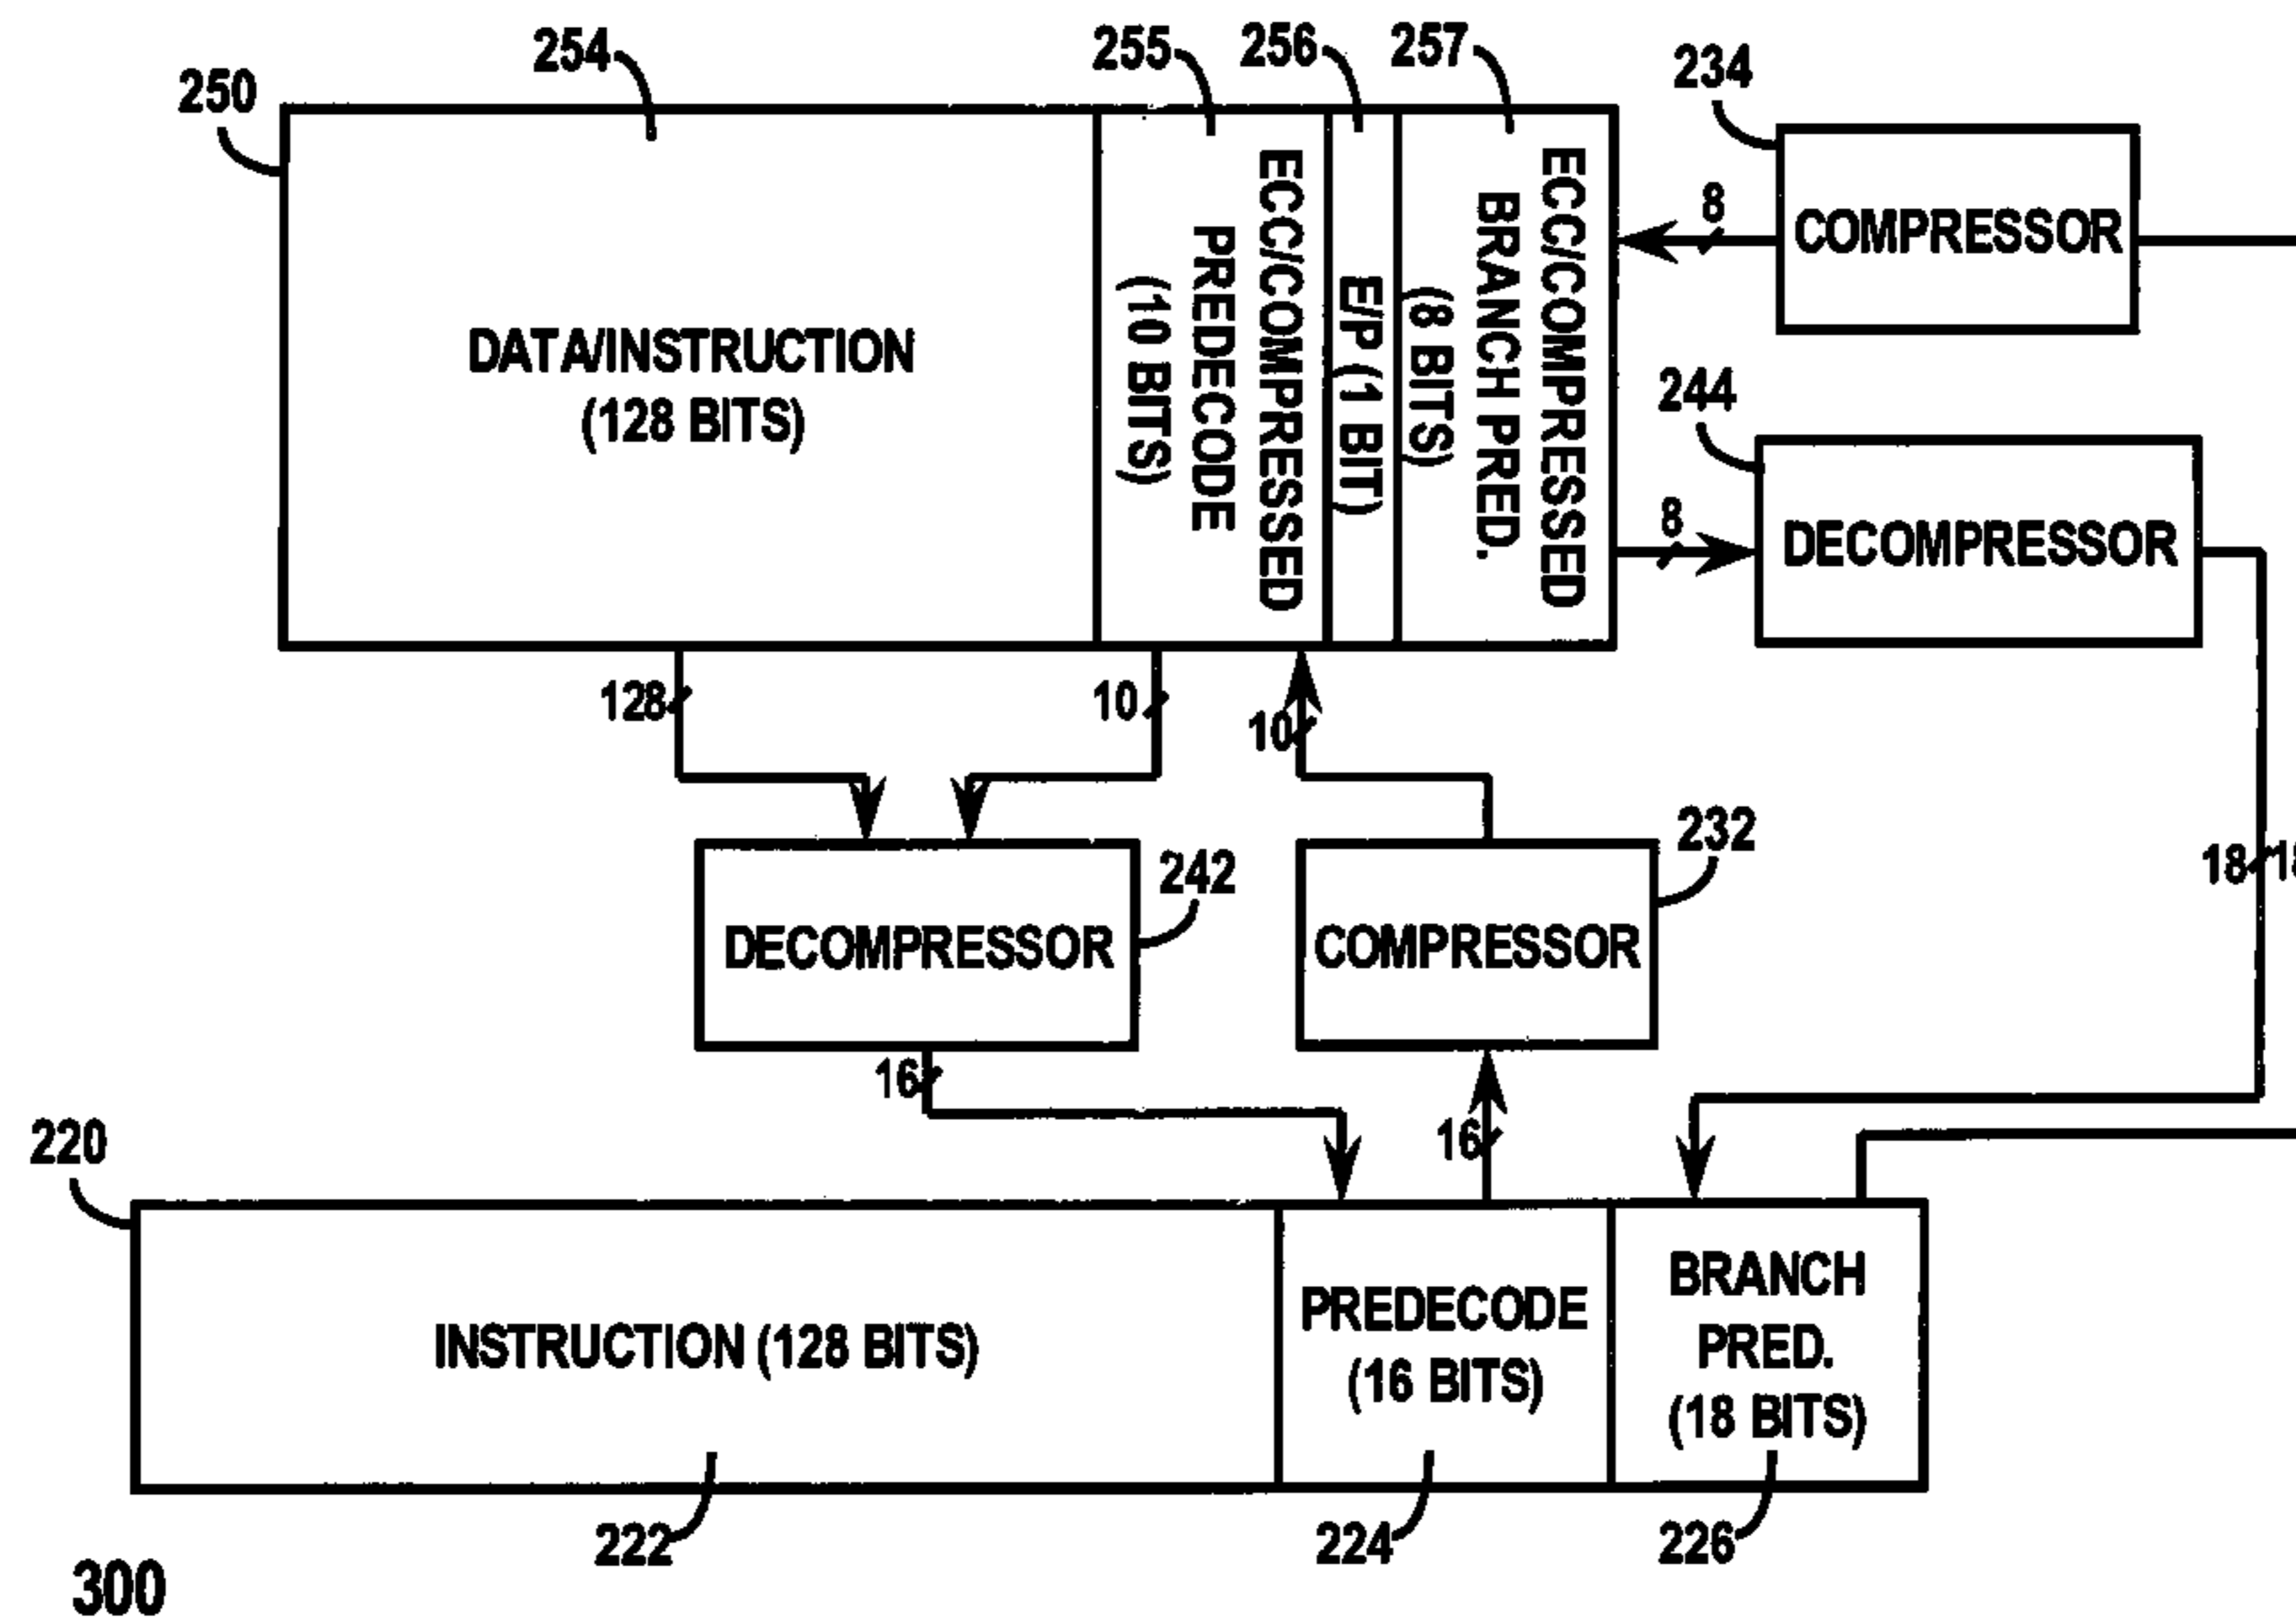 254
255
256
257
234
250
ECC/COMPRESSED
PREDECODE
(10 BITS)
E/P (1 BIT)
ECC/COMPRESSED
BRANCH PRED.
(8 BITS)
8
COMPRESSOR
DATA/INSTRUCTION
(128 BITS)
244
8
DECOMPRESSOR
128
10
10
232
242
18
DECOMPRESSOR
COMPRESSOR
16
16
220
INSTRUCTION (128 BITS)
PREDECODE
(16 BITS)
BRANCH
PRED.
(18 BITS)
222
224
226
300